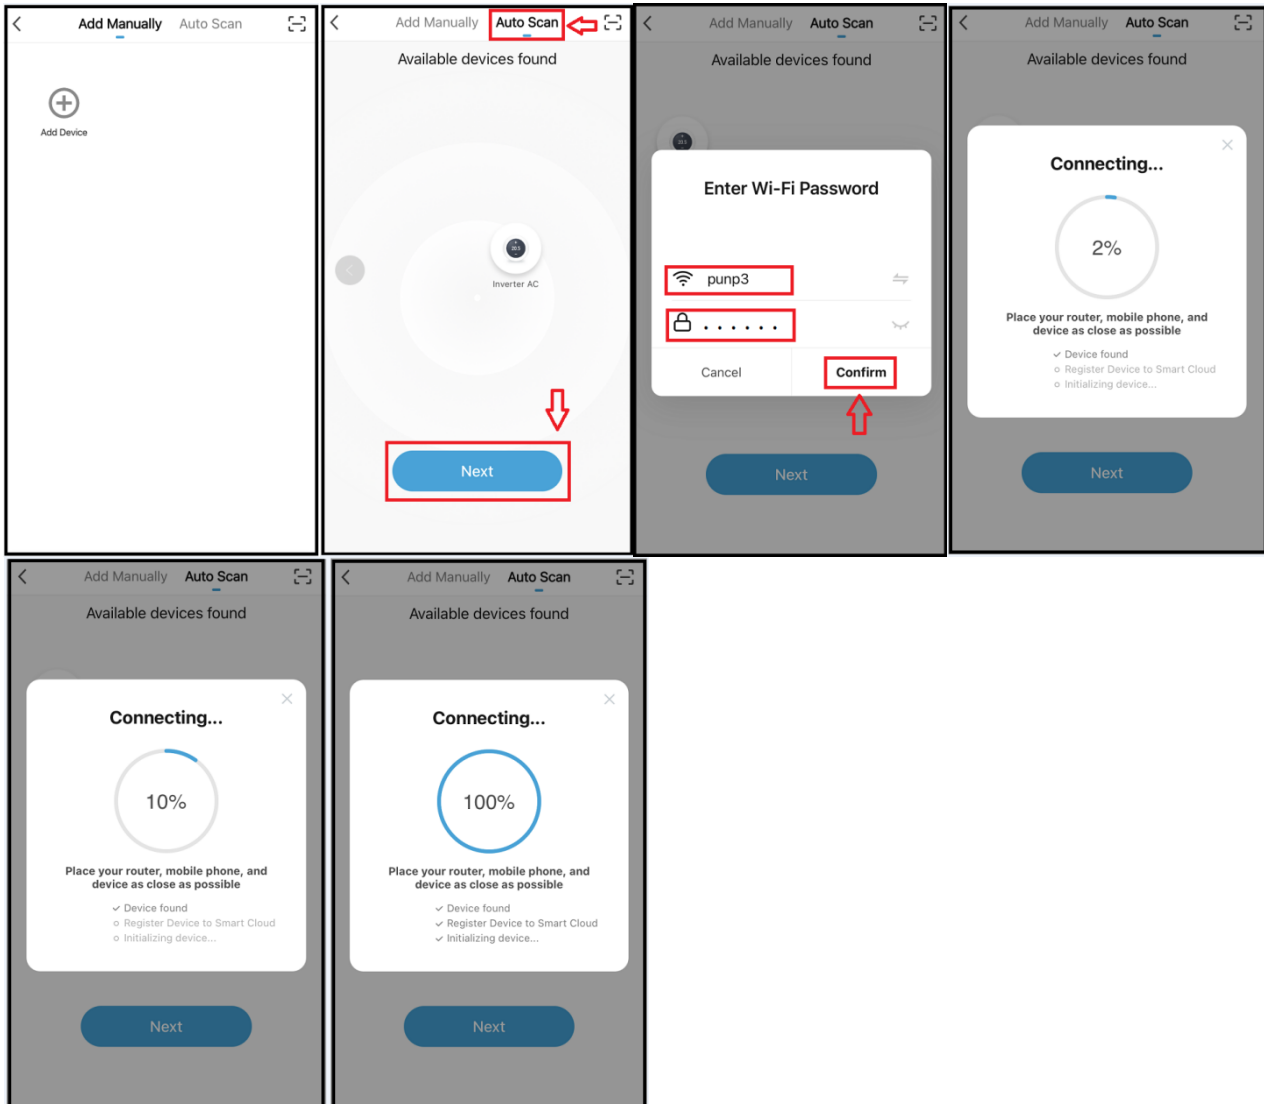 Add Manually Auto Scan
Add Device
Add Manually Auto Scan
Available devices found
20.5
Inverter AC
Next
Add Manually Auto Scan
Available devices found
20.5
Enter Wi-Fi Password
punp3
......
Cancel Confirm
Next
Add Manually Auto Scan
Available devices found
Connecting...
2%
Place your router, mobile phone, and
device as close as possible
Device found
Register Device to Smart Cloud
Initializing device...
Next
Add Manually Auto Scan
Available devices found
Connecting...
10%
Place your router, mobile phone, and
device as close as possible
Device found
Register Device to Smart Cloud
Initializing device...
Next
Add Manually Auto Scan
Available devices found
Connecting...
100%
Place your router, mobile phone, and
device as close as possible
Device found
Register Device to Smart Cloud
Initializing device...
Next